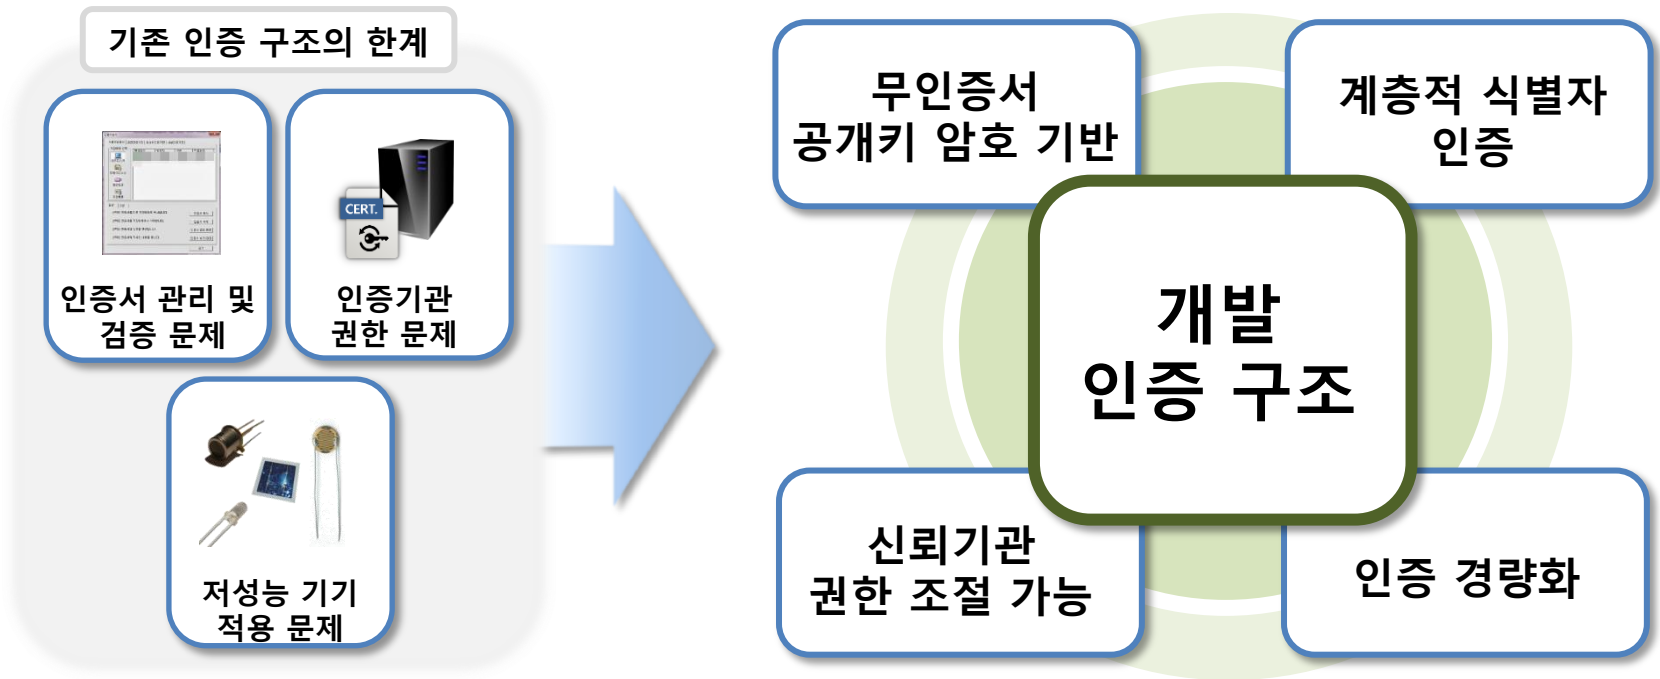 기존 인증 구조의 한계
인증서 관리 및
검증 문제
CERT.
인증기관
권한 문제
저성능 기기
적용 문제
무인증서
공개키 암호 기반
계층적 식별자
인증
개발
인증 구조
신뢰기관
권한 조절 가능
인증 경량화